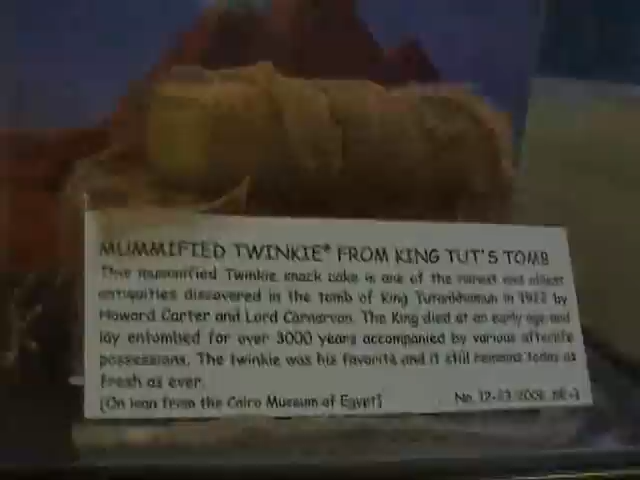 MUMMIFIED TWINKIE® FROM KING TUT'S TOMB
This mummified Twinkie snack cake is one of the rarest and oldest
antiquities discovered in the tomb of King Tutankhamun in 1922 by
Howard Carter and Lord Carnarvon. The King died at an early age and
lay entombed for over 3000 years accompanied by various afterlife
possessions. The twinkie was his favorite and it still remains today as
fresh as ever.
[On loan from the Cairo Museum of Egypt]
No. 12-23